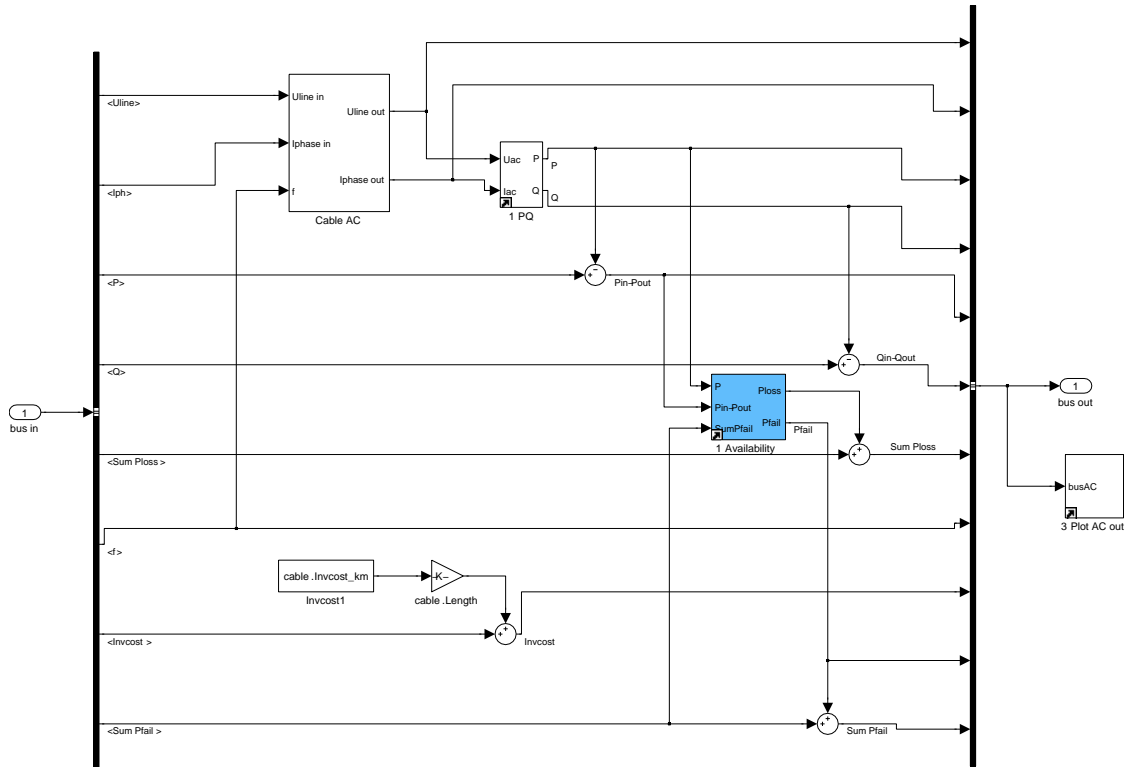 <Uline>
Uline in
Uline out
Iphase in
Iphase out
f
Cable AC
<Iph>
Uac
P
P
Iac
Q
Q
1 PQ
<P>
−
+
Pin-Pout
<Q>
−
+
Qin-Qout
1
bus in
P
Ploss
Pin-Pout
Pfail
SumPfail
1 Availability
Pfail
1
bus out
<Sum Ploss >
+
+
Sum Ploss
busAC
3 Plot AC out
<f>
cable .Invcost_km
Invcost1
-K-
cable .Length
<Invcost >
+
+
Invcost
<Sum Pfail >
+
+
Sum Pfail